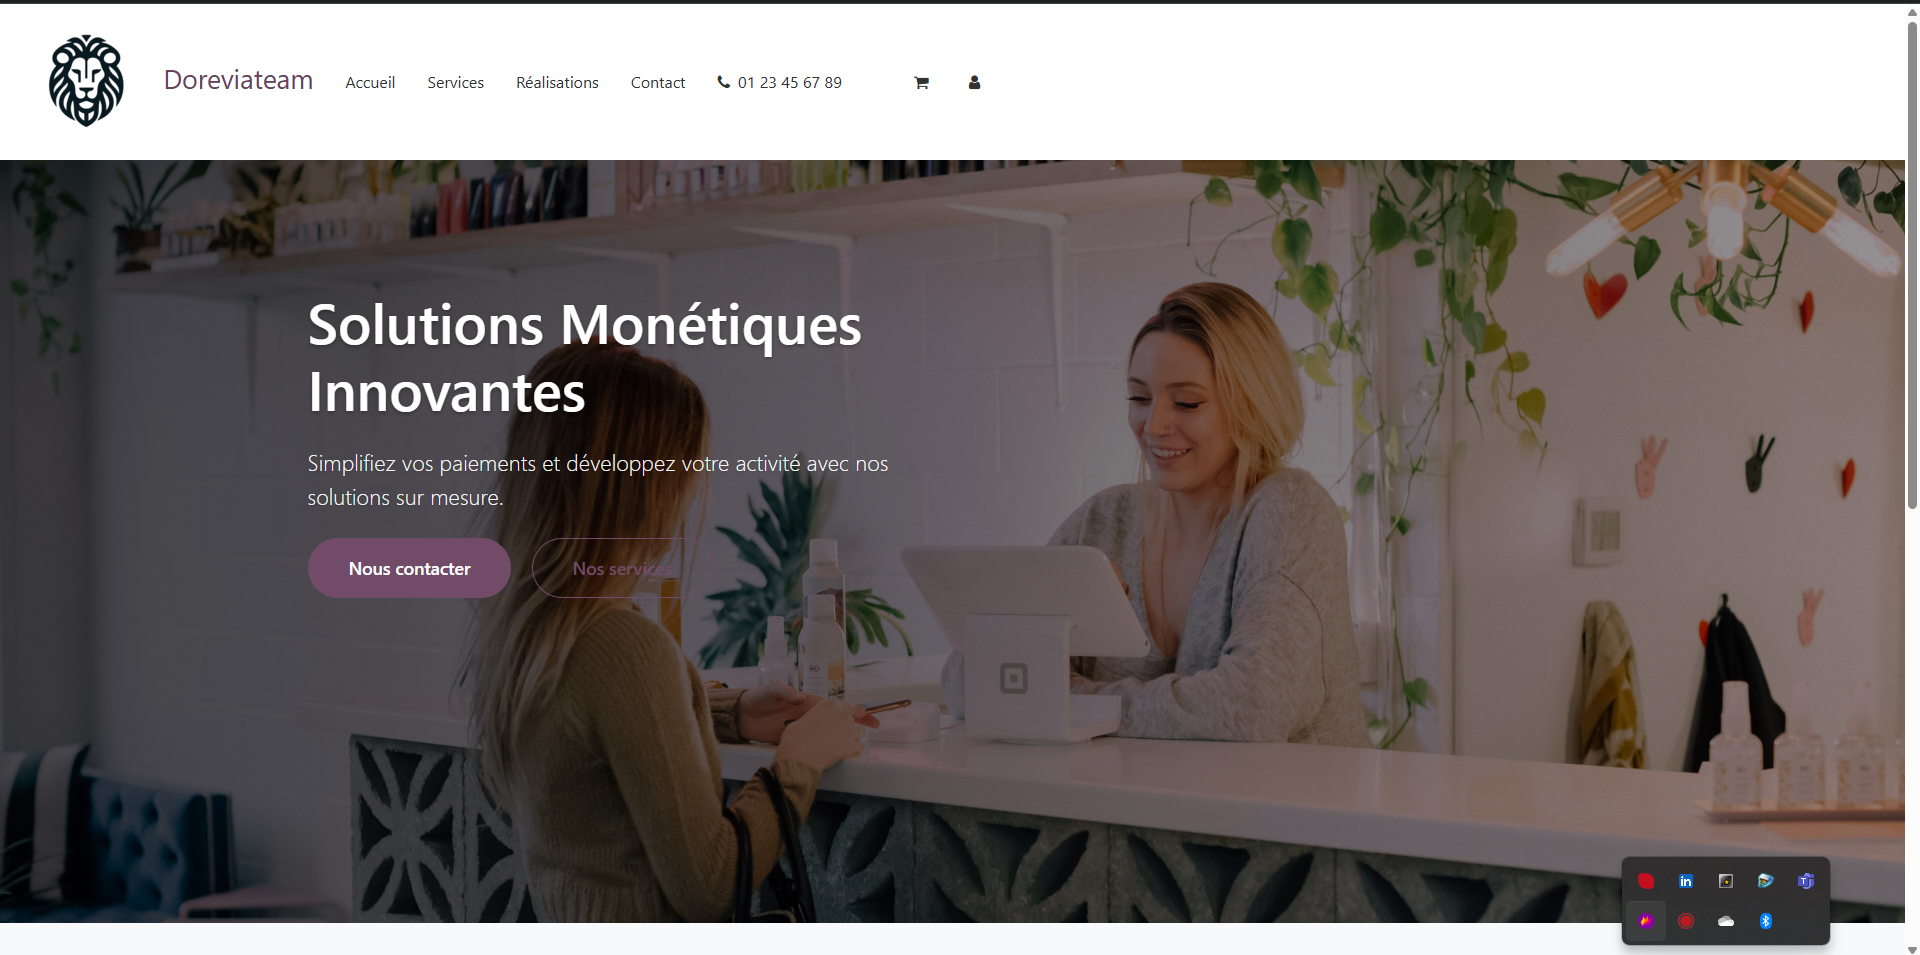 Doreviateam
Accueil
Services
Réalisations
Contact
01 23 45 67 89
Solutions Monétiques
Innovantes
Simplifiez vos paiements et développez votre activité avec nos
solutions sur mesure.
Nous contacter
Nos services
in
T